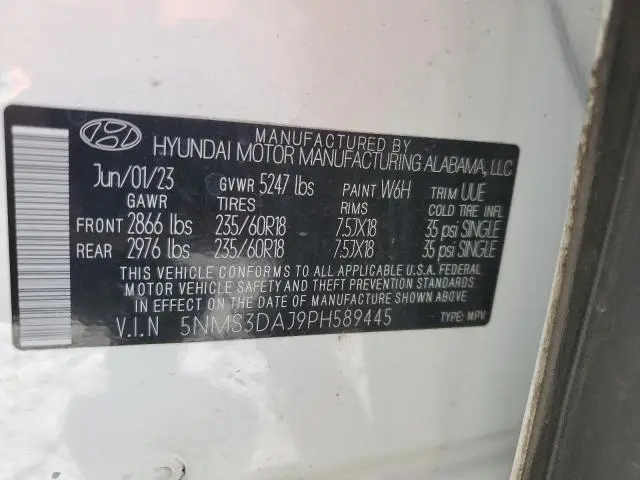 MANUFACTURED BY
HYUNDAI MOTOR MANUFACTURING ALABAMA, LLC
Jun/01/23 GVWR 5247 lbs PAINT W6H TRIM UUE
GAWR TIRES RIMS COLD TIRE INFL
FRONT 2866 lbs 235/60R18 7.5JX18 35 psi SINGLE
REAR 2976 lbs 235/60R18 7.5JX18 35 psi SINGLE
THIS VEHICLE CONFORMS TO ALL APPLICABLE U.S.A. FEDERAL
MOTOR VEHICLE SAFETY AND THEFT PREVENTION STANDARDS
IN EFFECT ON THE DATE OF MANUFACTURE SHOWN ABOVE.
V.I.N 5NMS3DAJ9PH589445 TYPE: MPV